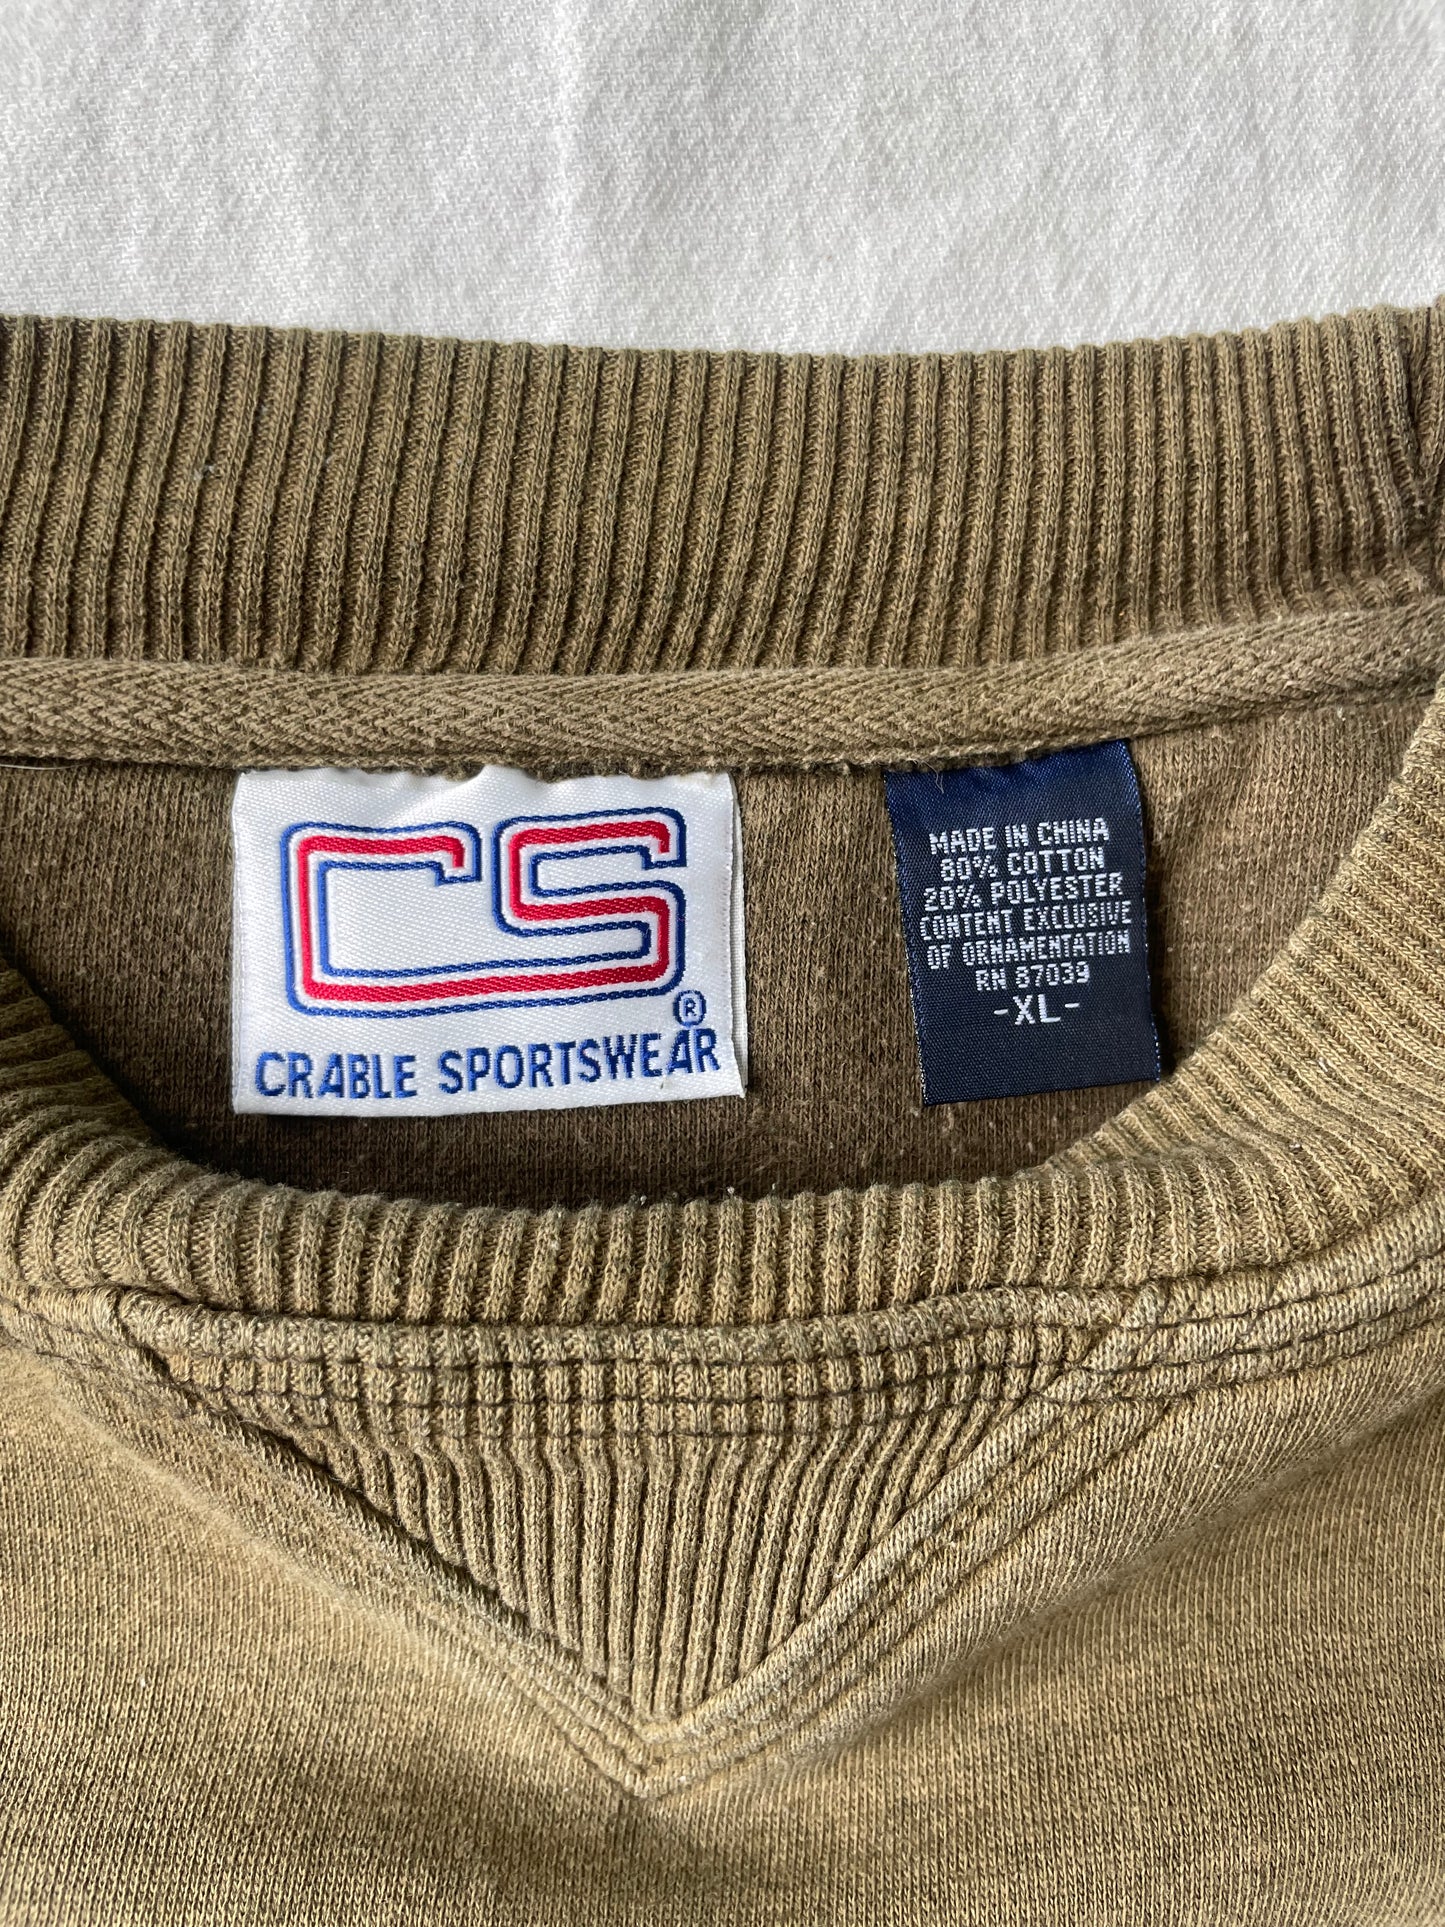 CS
®
CRABLE SPORTSWEAR
MADE IN CHINA
80% COTTON
20% POLYESTER
CONTENT EXCLUSIVE
OF ORNAMENTATION
RN 87039
-XL-